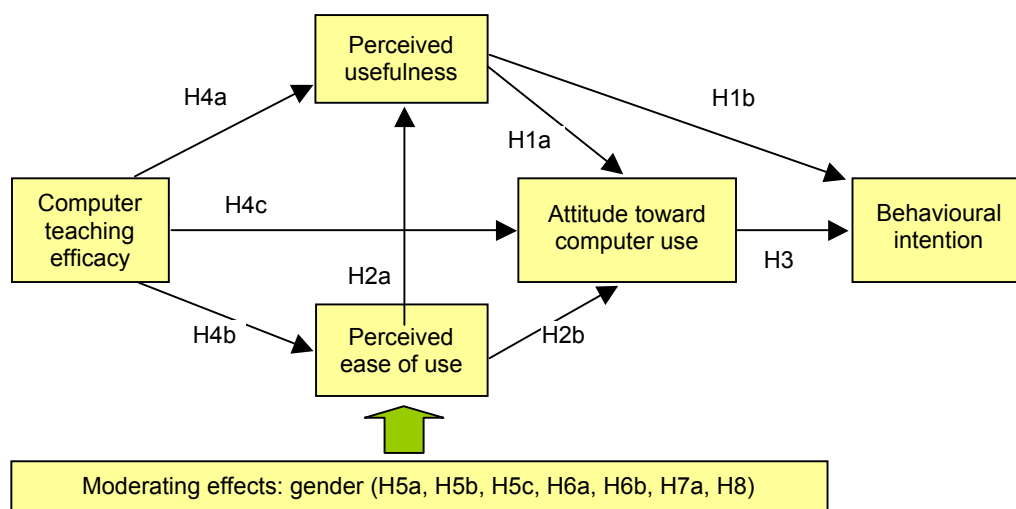 Perceived
usefulness
H4a
H1b
H1a
Computer
teaching
efficacy
H4c
Attitude toward
computer use
Behavioural
intention
H3
H2a
H4b
Perceived
ease of use
H2b
Moderating effects: gender (H5a, H5b, H5c, H6a, H6b, H7a, H8)